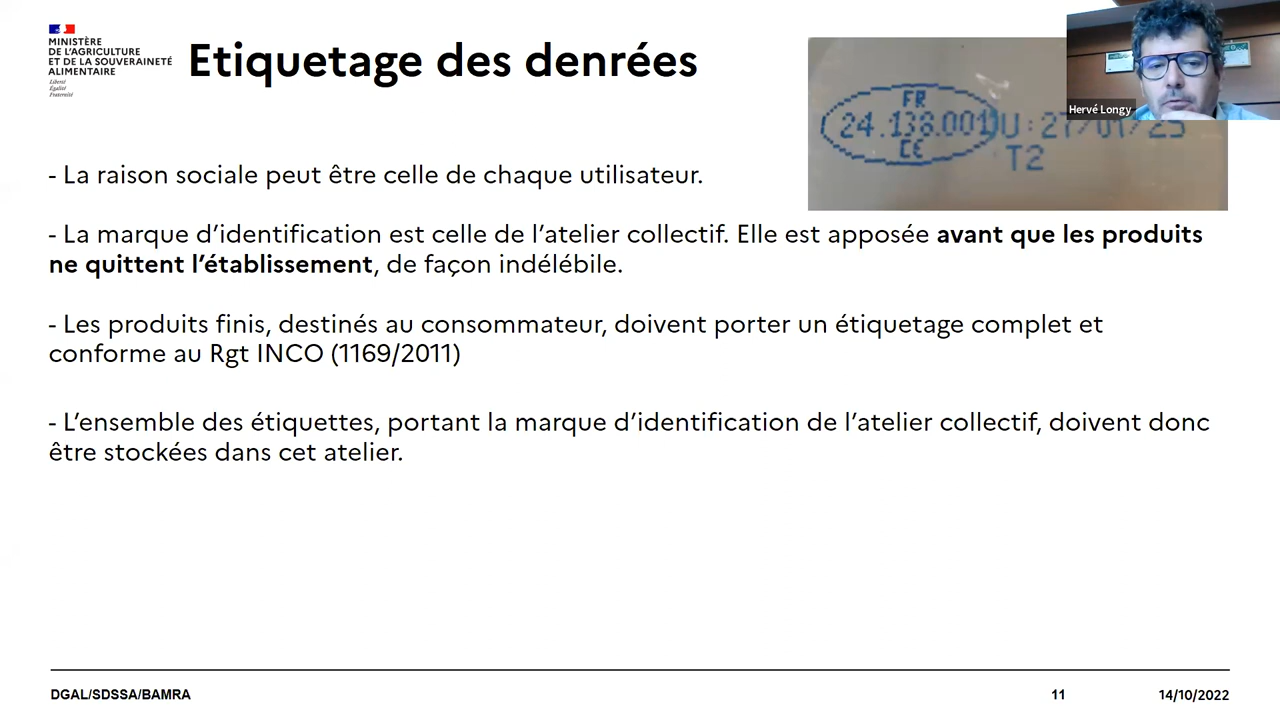 MINISTÈRE
DE L'AGRICULTURE
ET DE LA SOUVERAINETÉ
ALIMENTAIRE
Liberté
Égalité
Fraternité
Etiquetage des denrées
FR
24.138.001 U:27/01/25
CE
T2
Hervé Longy
- La raison sociale peut être celle de chaque utilisateur.
- La marque d’identification est celle de l’atelier collectif. Elle est apposée avant que les produits
ne quittent l’établissement, de façon indélébile.
- Les produits finis, destinés au consommateur, doivent porter un étiquetage complet et
conforme au Rgt INCO (1169/2011)
- L’ensemble des étiquettes, portant la marque d’identification de l’atelier collectif, doivent donc
être stockées dans cet atelier.
DGAL/SDSSA/BAMRA
11
14/10/2022